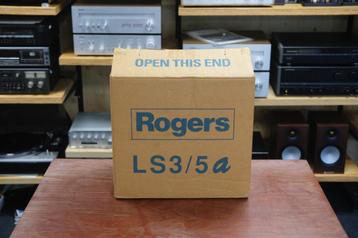 OPEN THIS END
Rogers
LS3/5a